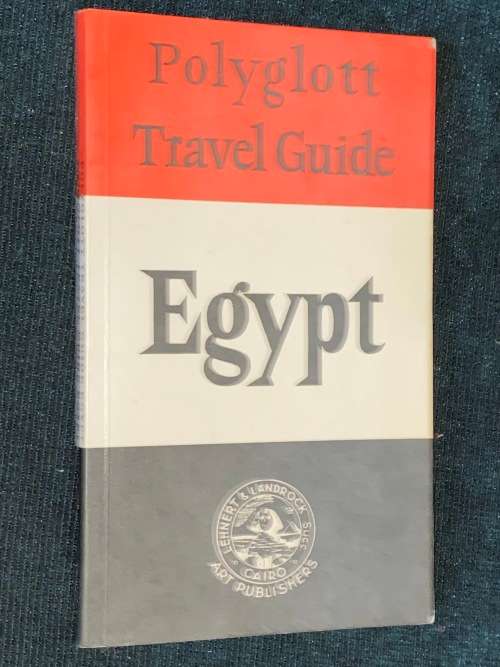 Polyglott
Travel Guide
Egypt
LEHNERT & LANDROCK
Succ
CAIRO
ART PUBLISHERS